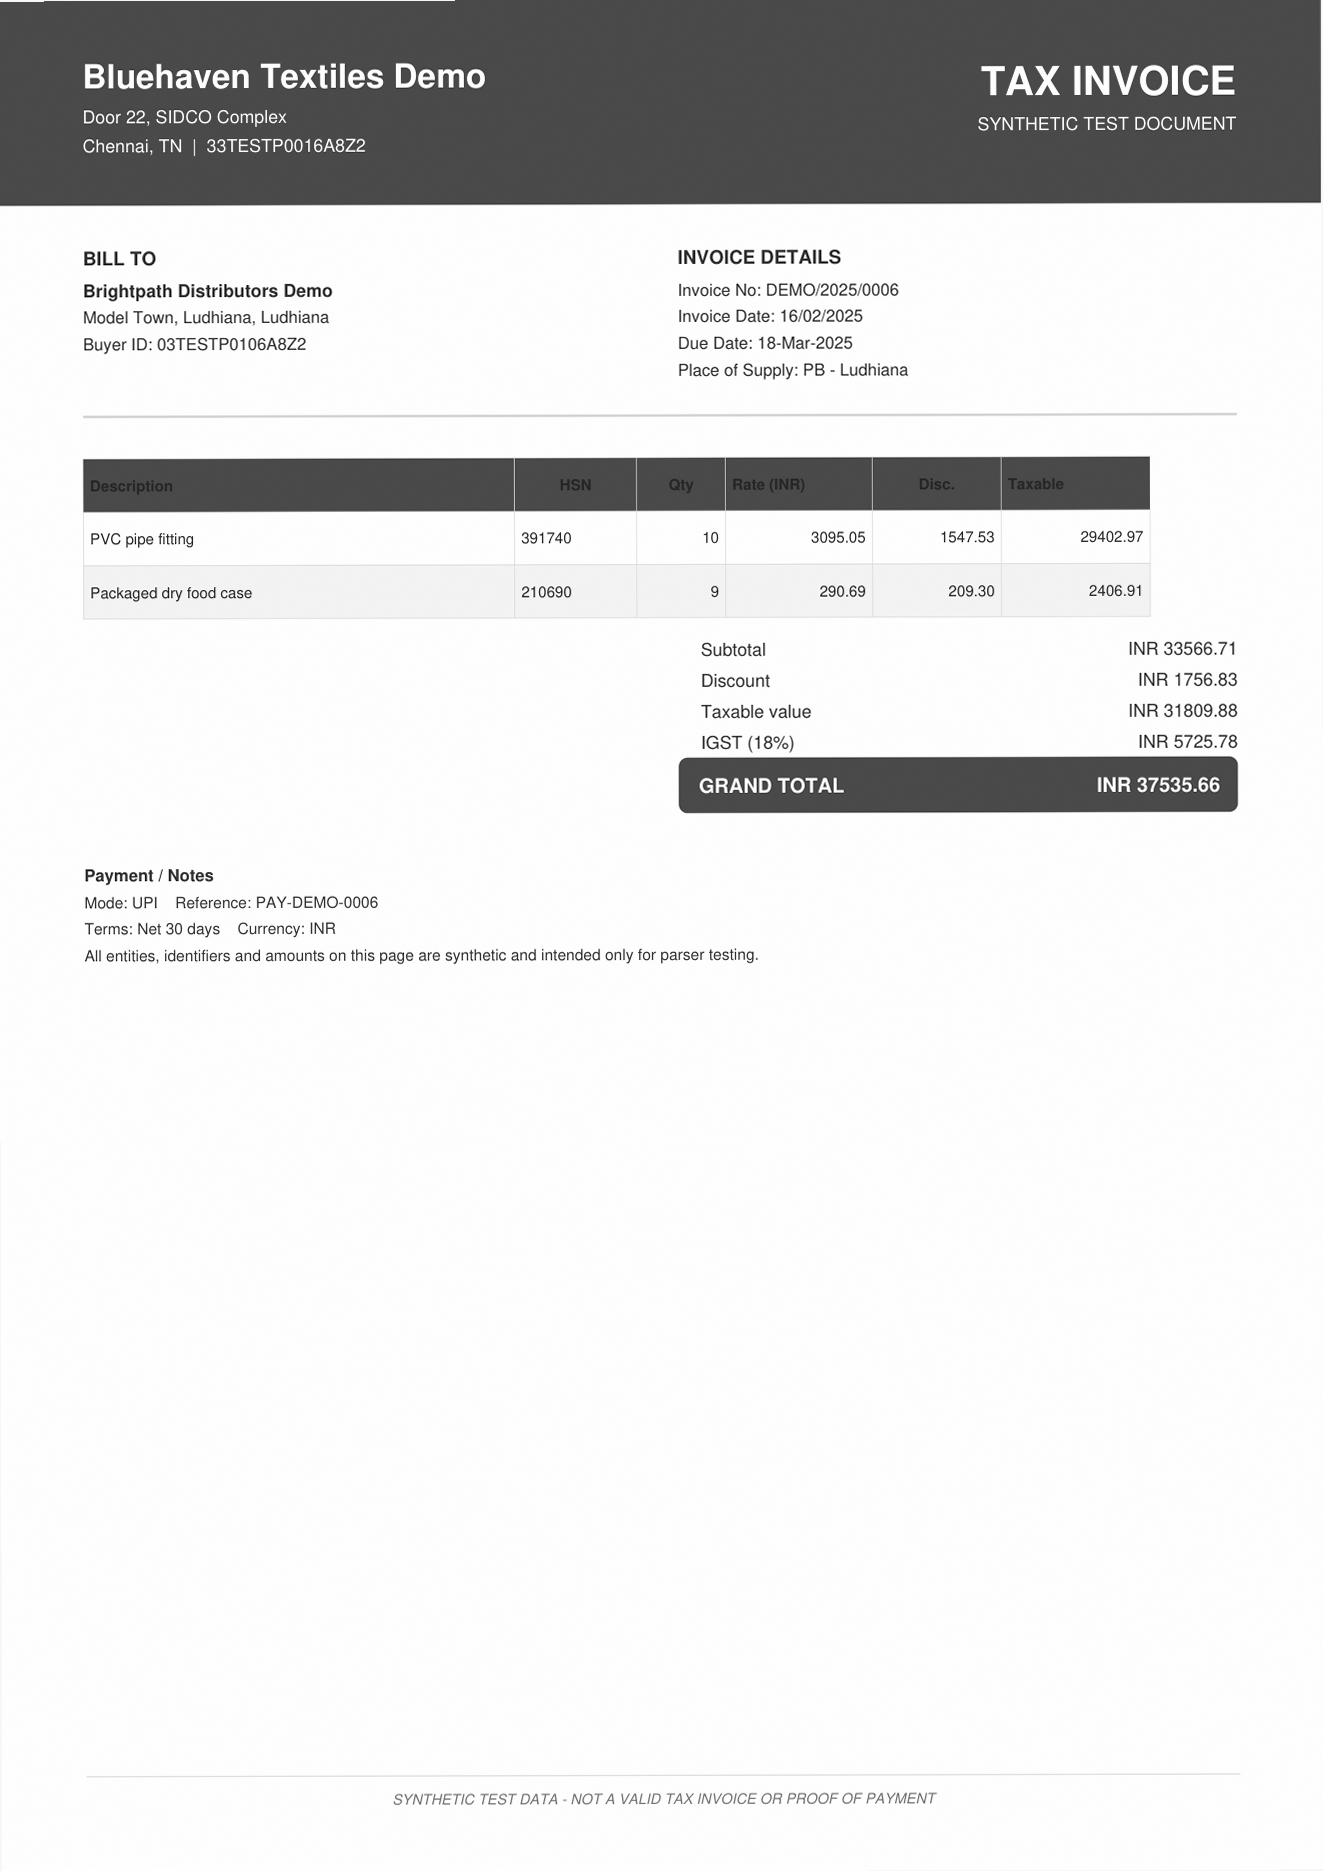 Bluehaven Textiles Demo
Door 22, SIDCO Complex
Chennai, TN | 33TESTP0016A8Z2
TAX INVOICE
SYNTHETIC TEST DOCUMENT
BILL TO
Brightpath Distributors Demo
Model Town, Ludhiana, Ludhiana
Buyer ID: 03TESTP0106A8Z2
INVOICE DETAILS
Invoice No: DEMO/2025/0006
Invoice Date: 16/02/2025
Due Date: 18-Mar-2025
Place of Supply: PB - Ludhiana
Description HSN Qty Rate (INR) Disc. Taxable
PVC pipe fitting 391740 10 3095.05 1547.53 29402.97
Packaged dry food case 210690 9 290.69 209.30 2406.91
Subtotal INR 33566.71
Discount INR 1756.83
Taxable value INR 31809.88
IGST (18%) INR 5725.78
GRAND TOTAL INR 37535.66
Payment / Notes
Mode: UPI Reference: PAY-DEMO-0006
Terms: Net 30 days Currency: INR
All entities, identifiers and amounts on this page are synthetic and intended only for parser testing.
SYNTHETIC TEST DATA - NOT A VALID TAX INVOICE OR PROOF OF PAYMENT